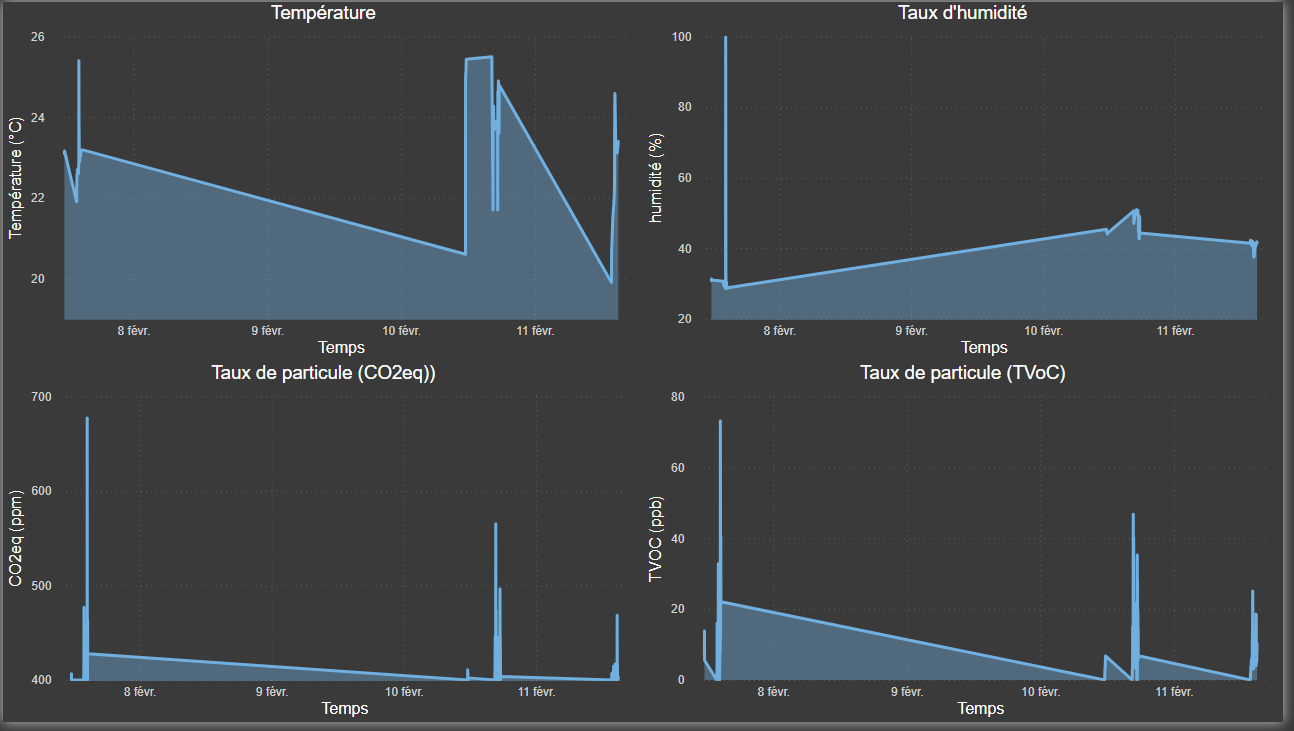 Température
26
24
22
20
Température (°C)
8 févr. 9 févr. 10 févr. 11 févr.
Temps
Taux d'humidité
100
80
60
40
20
humidité (%)
8 févr. 9 févr. 10 févr. 11 févr.
Temps
Taux de particule (CO2eq))
700
600
500
400
CO2eq (ppm)
8 févr. 9 févr. 10 févr. 11 févr.
Temps
Taux de particule (TVoC)
80
60
40
20
0
TVOC (ppb)
8 févr. 9 févr. 10 févr. 11 févr.
Temps